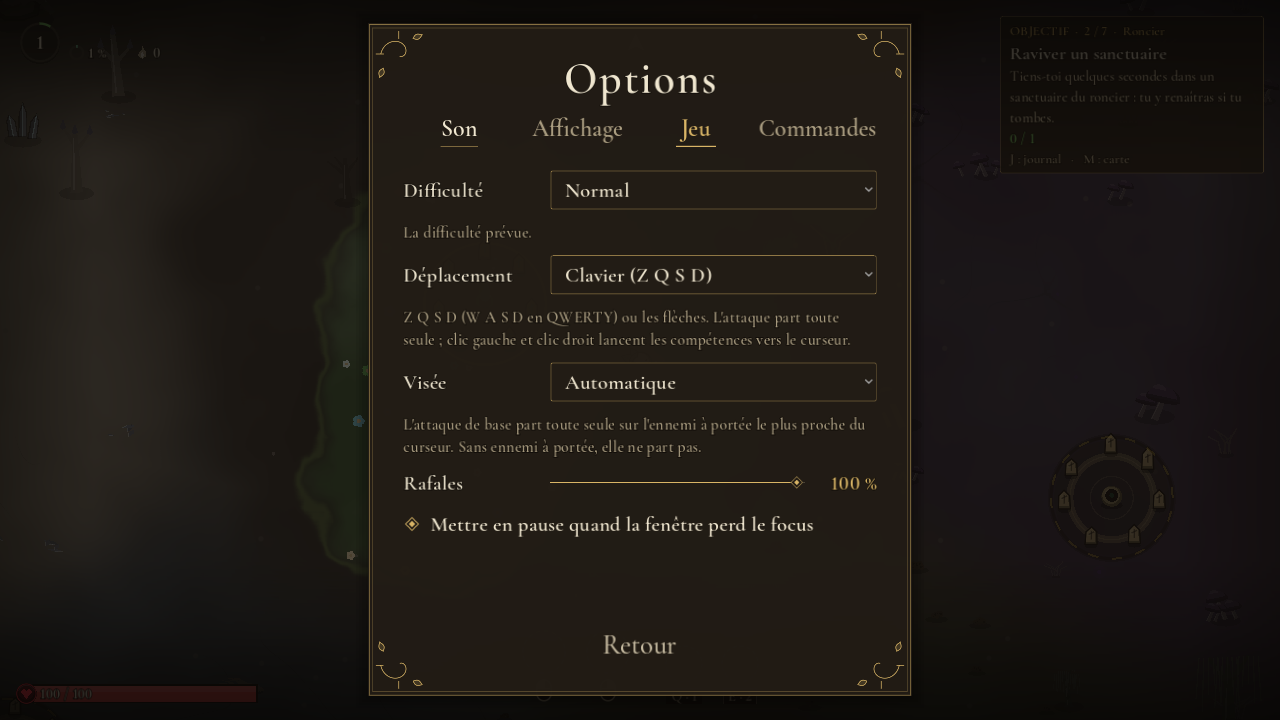 1
1
0
OBJECTIF · 2 / 7 · Roncier
Raviver un sanctuaire
Tiens-toi quelques secondes dans un
sanctuaire du roncier : tu y renaîtras si tu
tombes.
0 / 1
J : journal · M : carte
Options
Son Affichage Jeu Commandes
Difficulté Normal
La difficulté prévue.
Déplacement Clavier (Z Q S D)
Z Q S D (W A S D en QWERTY) ou les flèches. L'attaque part toute
seule ; clic gauche et clic droit lancent les compétences vers le curseur.
Visée Automatique
L'attaque de base part toute seule sur l'ennemi à portée le plus proche du
curseur. Sans ennemi à portée, elle ne part pas.
Rafales 100 %
Mettre en pause quand la fenêtre perd le focus
Retour
100 / 100